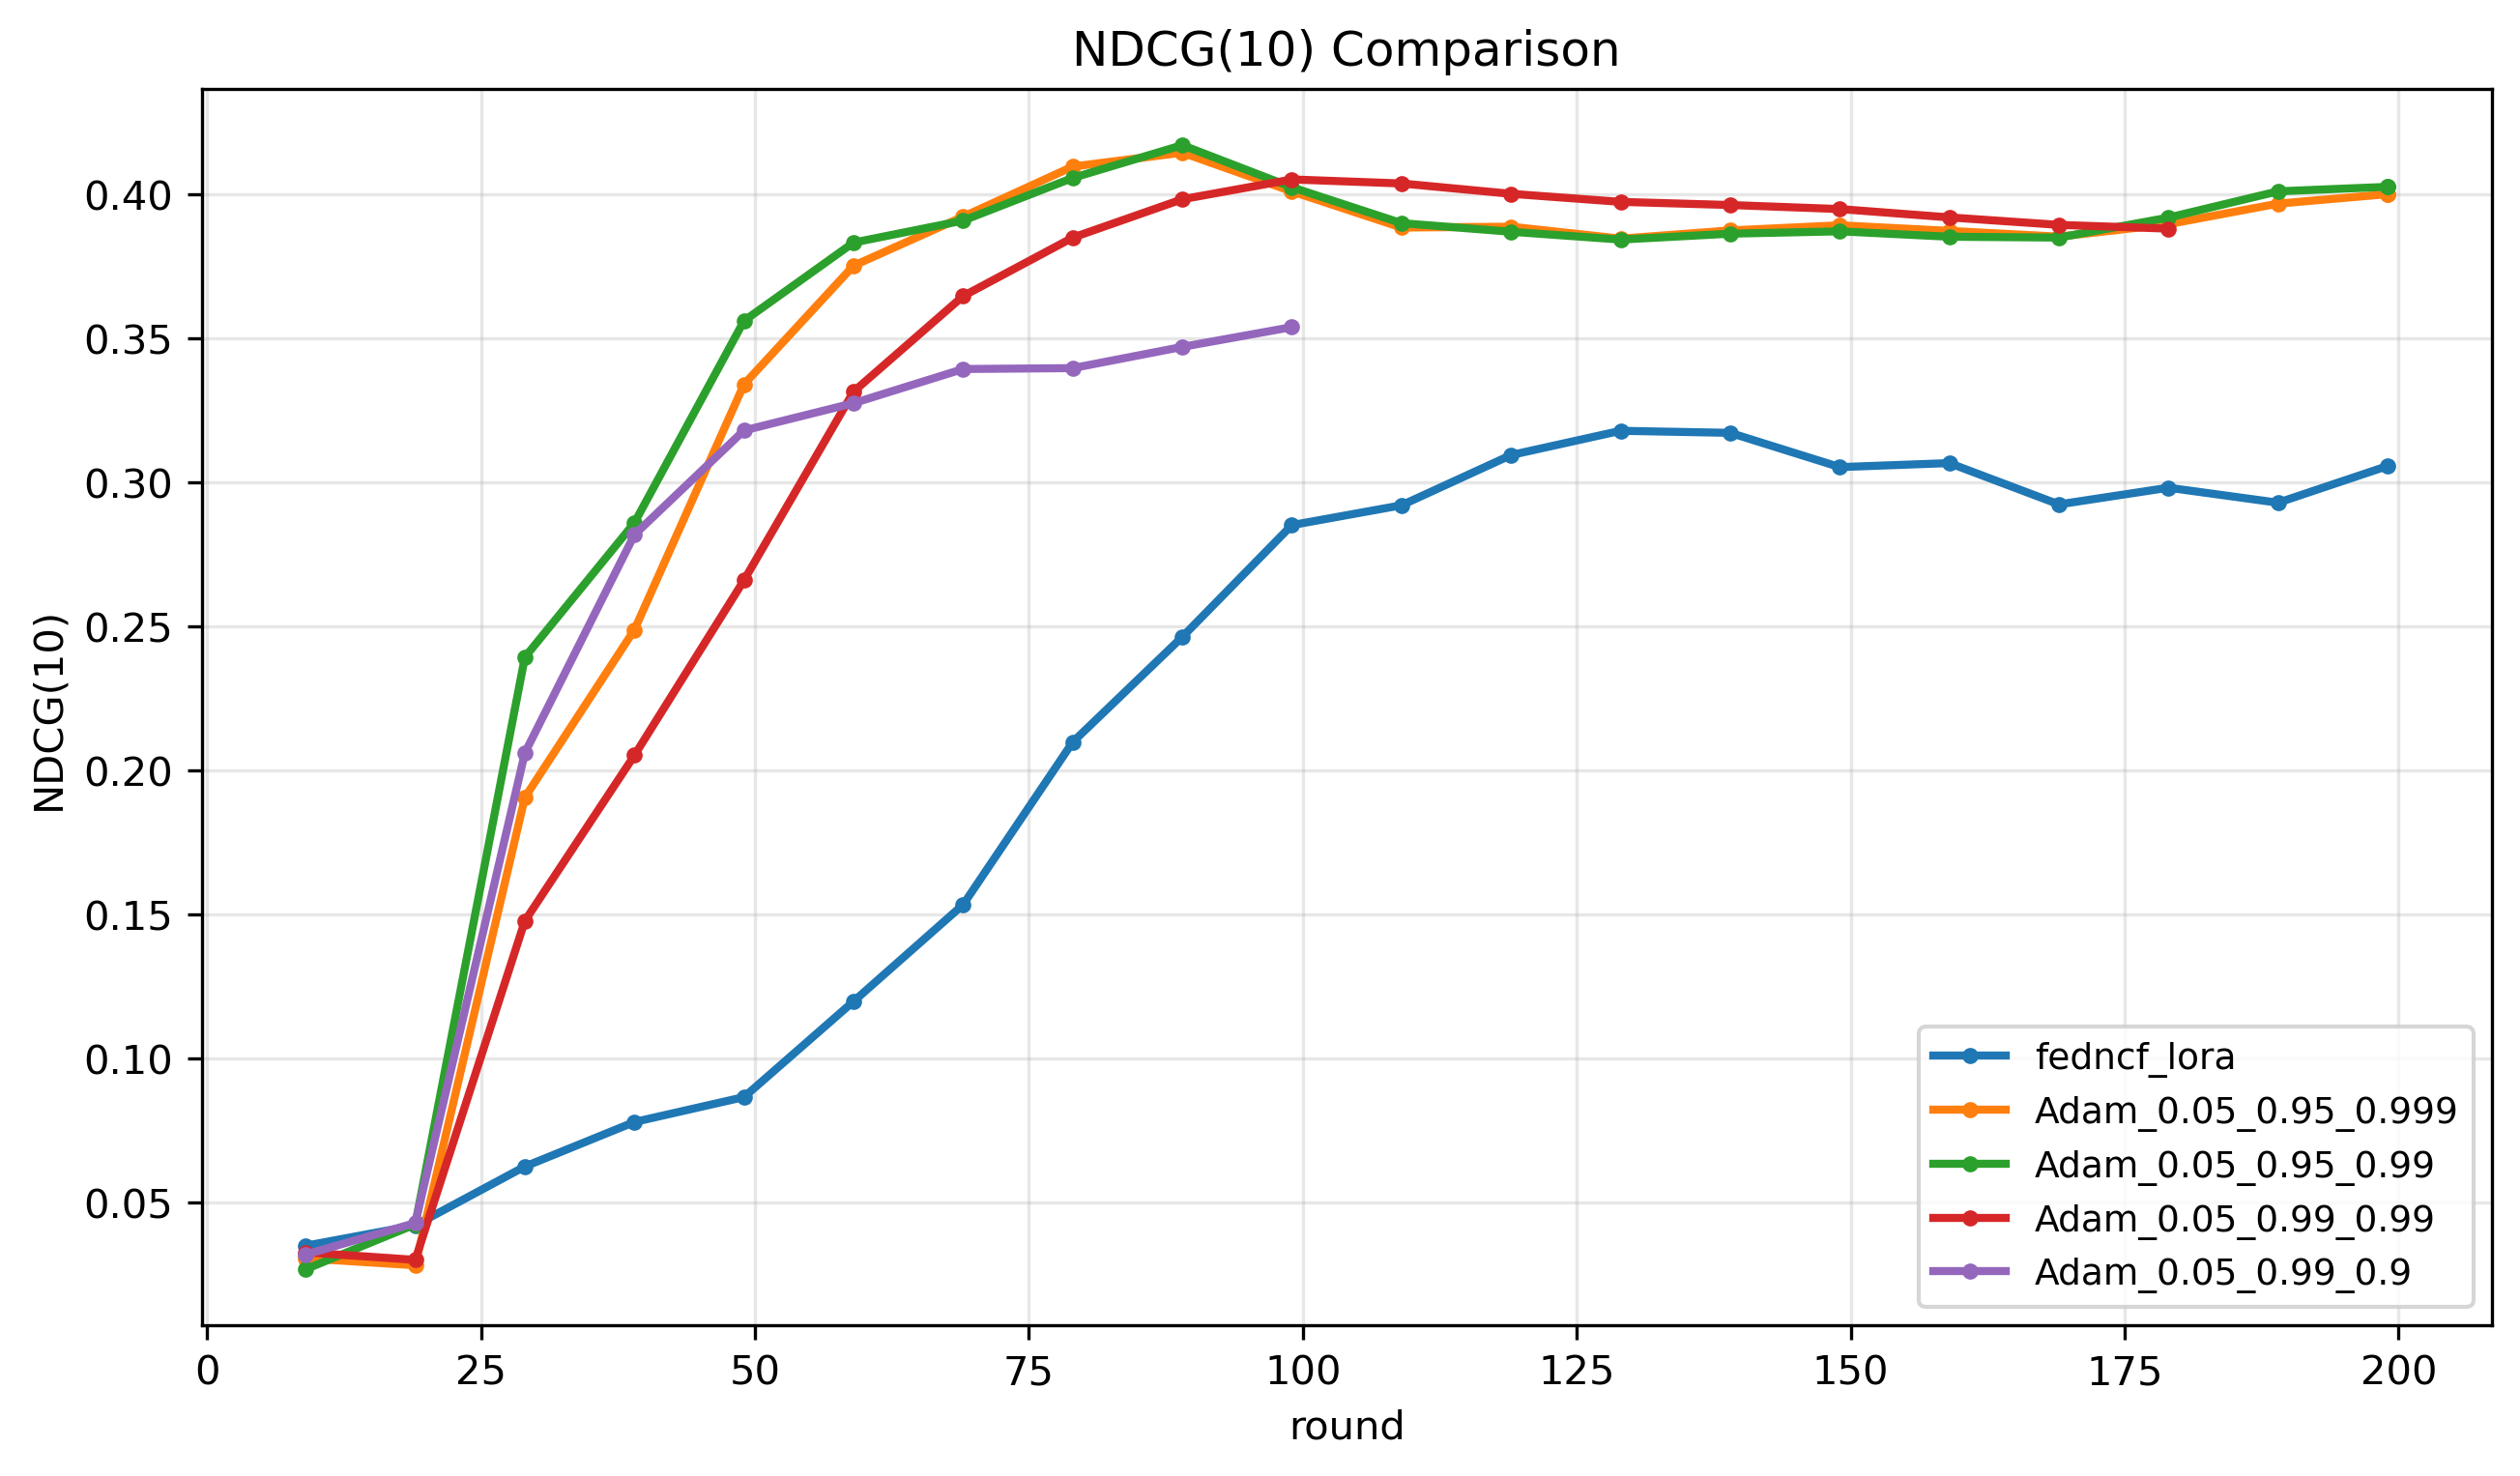 NDCG(10) Comparison
NDCG(10)
0.40
0.35
0.30
0.25
0.20
0.15
0.10
0.05
0 25 50 75 100 125 150 175 200
round
fedncf_lora
Adam_0.05_0.95_0.999
Adam_0.05_0.95_0.99
Adam_0.05_0.99_0.99
Adam_0.05_0.99_0.9